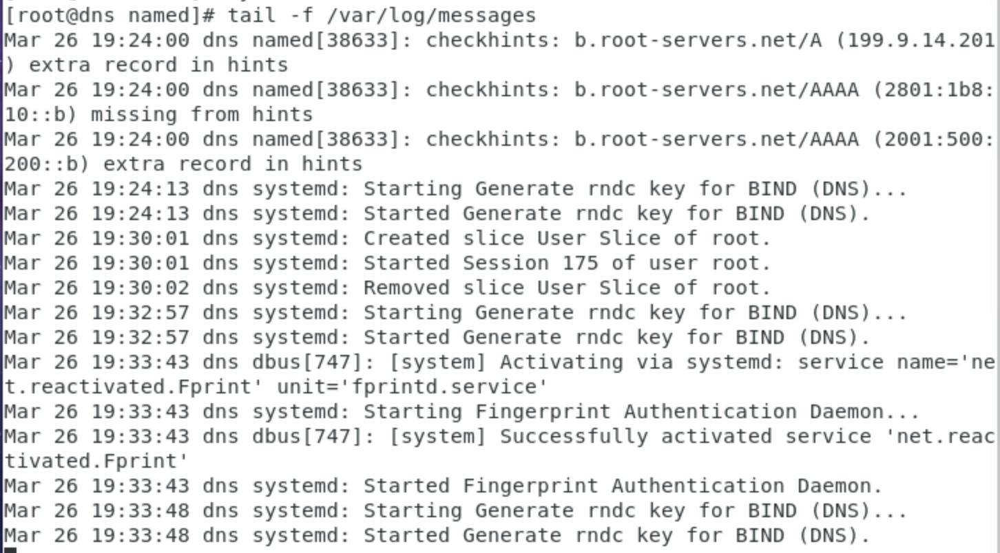 [root@dns named]# tail -f /var/log/messages
Mar 26 19:24:00 dns named[38633]: checkhints: b.root-servers.net/A (199.9.14.201
) extra record in hints
Mar 26 19:24:00 dns named[38633]: checkhints: b.root-servers.net/AAAA (2801:1b8:
10::b) missing from hints
Mar 26 19:24:00 dns named[38633]: checkhints: b.root-servers.net/AAAA (2001:500:
200::b) extra record in hints
Mar 26 19:24:13 dns systemd: Starting Generate rndc key for BIND (DNS)...
Mar 26 19:24:13 dns systemd: Started Generate rndc key for BIND (DNS).
Mar 26 19:30:01 dns systemd: Created slice User Slice of root.
Mar 26 19:30:01 dns systemd: Started Session 175 of user root.
Mar 26 19:30:02 dns systemd: Removed slice User Slice of root.
Mar 26 19:32:57 dns systemd: Starting Generate rndc key for BIND (DNS)...
Mar 26 19:32:57 dns systemd: Started Generate rndc key for BIND (DNS).
Mar 26 19:33:43 dns dbus[747]: [system] Activating via systemd: service name='ne
t.reactivated.Fprint' unit='fprintd.service'
Mar 26 19:33:43 dns systemd: Starting Fingerprint Authentication Daemon...
Mar 26 19:33:43 dns dbus[747]: [system] Successfully activated service 'net.reac
tivated.Fprint'
Mar 26 19:33:43 dns systemd: Started Fingerprint Authentication Daemon.
Mar 26 19:33:48 dns systemd: Starting Generate rndc key for BIND (DNS)...
Mar 26 19:33:48 dns systemd: Started Generate rndc key for BIND (DNS).